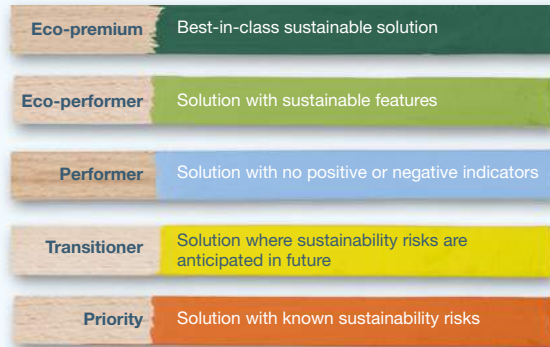 Eco-premium Best-in-class sustainable solution
Eco-performer Solution with sustainable features
Performer Solution with no positive or negative indicators
Transitioner Solution where sustainability risks are
anticipated in future
Priority Solution with known sustainability risks